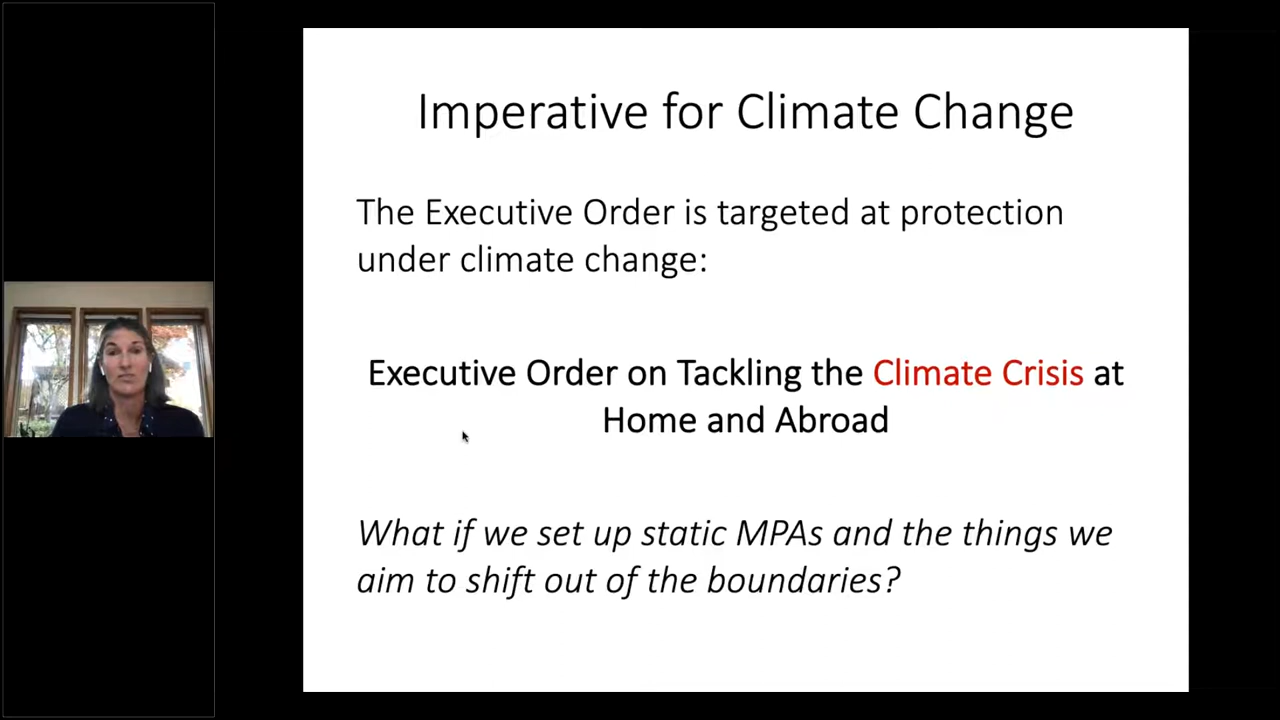 Imperative for Climate Change
The Executive Order is targeted at protection
under climate change:
Executive Order on Tackling the Climate Crisis at
Home and Abroad
What if we set up static MPAs and the things we
aim to shift out of the boundaries?